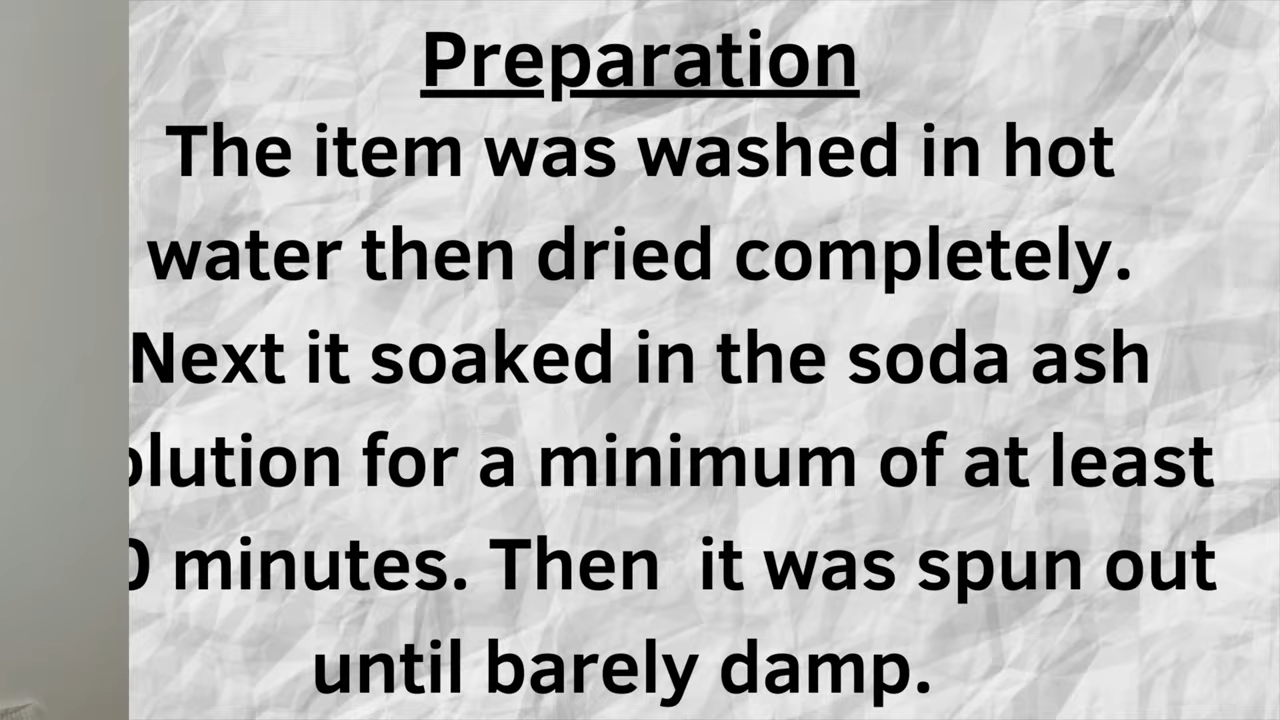 Preparation
The item was washed in hot
water then dried completely.
Next it soaked in the soda ash
olution for a minimum of at least
0 minutes. Then it was spun out
until barely damp.